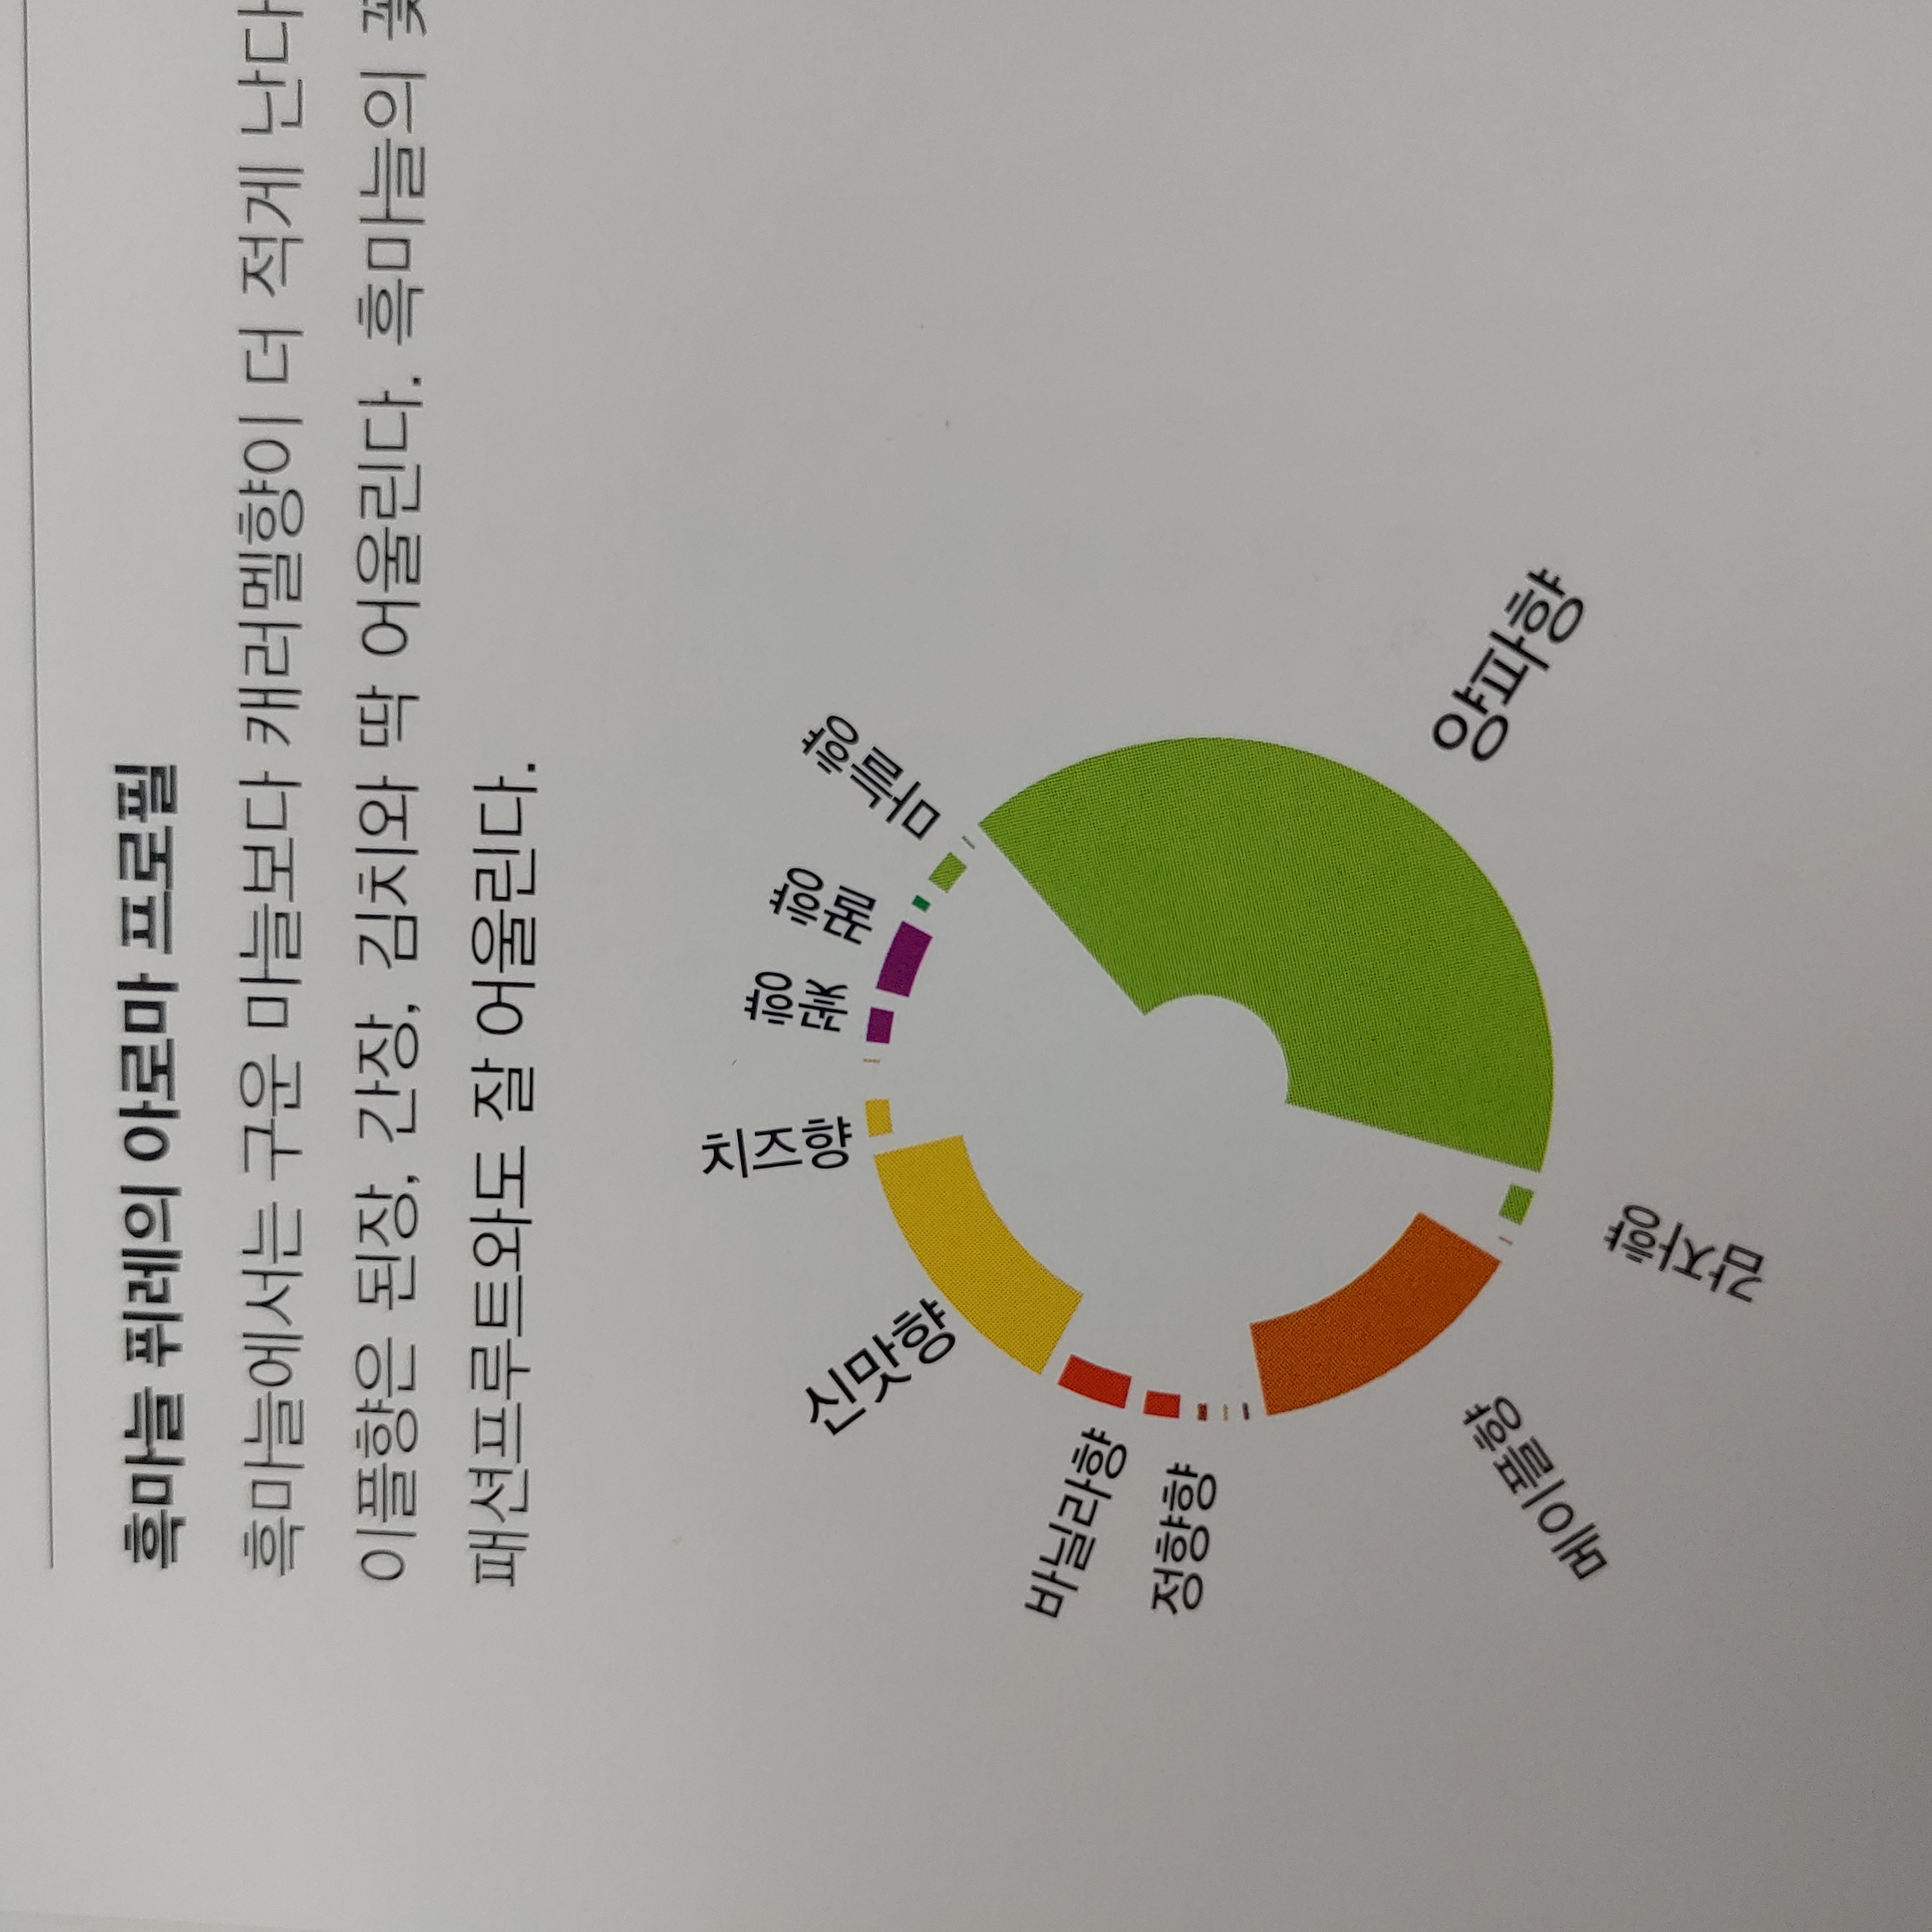 흑마늘 퓌레의 아로마 프로필
흑마늘에서는 구운 마늘보다 캐러멜향이 더 적게 난다
이플향은 된장, 간장, 김치와 딱 어울린다. 흑마늘의 꽃
패션프루트와도 잘 어울린다.
치즈향
꽃향
꿀향
마늘향
신맛향
바닐라향
정향향
메이플향
감자향
양파향